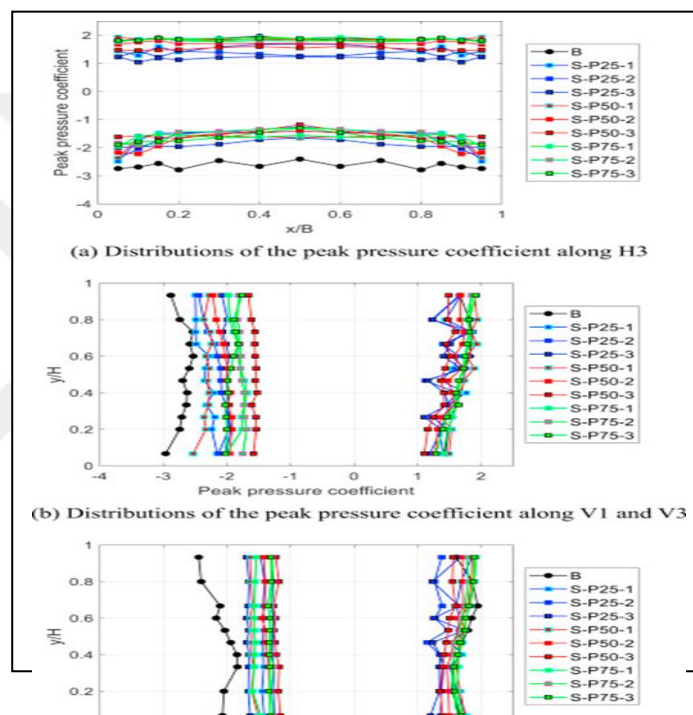 2
1
0
-1
-2
-3
-4
Peak pressure coefficient
0 0.2 0.4 0.6 0.8 1
x/B
B
S-P25-1
S-P25-2
S-P25-3
S-P50-1
S-P50-2
S-P50-3
S-P75-1
S-P75-2
S-P75-3
(a) Distributions of the peak pressure coefficient along H3
1
0.8
0.6
0.4
0.2
0
y/H
-4 -3 -2 -1 0 1 2
Peak pressure coefficient
B
S-P25-1
S-P25-2
S-P25-3
S-P50-1
S-P50-2
S-P50-3
S-P75-1
S-P75-2
S-P75-3
(b) Distributions of the peak pressure coefficient along V1 and V3
1
0.8
0.6
0.4
0.2
y/H
B
S-P25-1
S-P25-2
S-P25-3
S-P50-1
S-P50-2
S-P50-3
S-P75-1
S-P75-2
S-P75-3